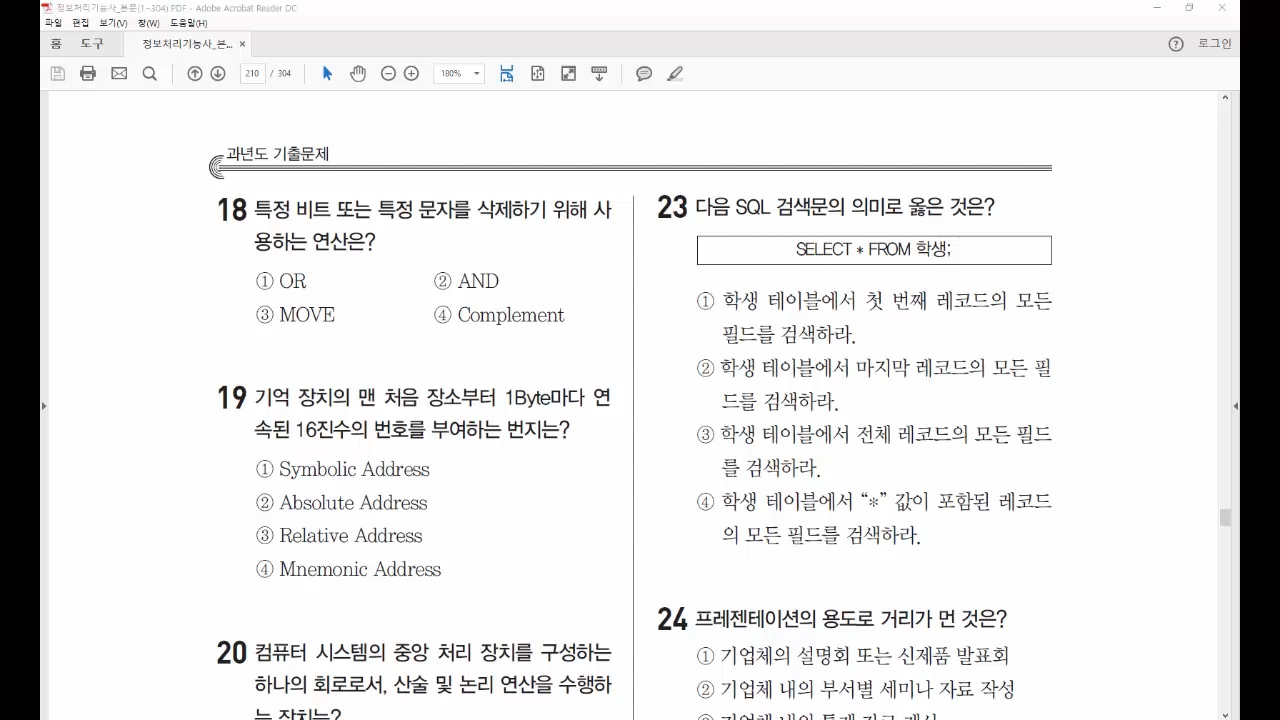 정보처리기능사_본문(1~304).PDF - Adobe Acrobat Reader DC
파일 편집 보기(V) 창(W) 도움말(H)
홈 도구 정보처리기능사_본... × 로그인
210 / 304 180%
과년도 기출문제
18 특정 비트 또는 특정 문자를 삭제하기 위해 사
용하는 연산은?
① OR ② AND
③ MOVE ④ Complement
19 기억 장치의 맨 처음 장소부터 1Byte마다 연
속된 16진수의 번호를 부여하는 번지는?
① Symbolic Address
② Absolute Address
③ Relative Address
④ Mnemonic Address
20 컴퓨터 시스템의 중앙 처리 장치를 구성하는
하나의 회로로서, 산술 및 논리 연산을 수행하
는 장치는?
23 다음 SQL 검색문의 의미로 옳은 것은?
SELECT * FROM 학생;
① 학생 테이블에서 첫 번째 레코드의 모든
필드를 검색하라.
② 학생 테이블에서 마지막 레코드의 모든 필
드를 검색하라.
③ 학생 테이블에서 전체 레코드의 모든 필드
를 검색하라.
④ 학생 테이블에서 “*” 값이 포함된 레코드
의 모든 필드를 검색하라.
24 프레젠테이션의 용도로 거리가 먼 것은?
① 기업체의 설명회 또는 신제품 발표회
② 기업체 내의 부서별 세미나 자료 작성